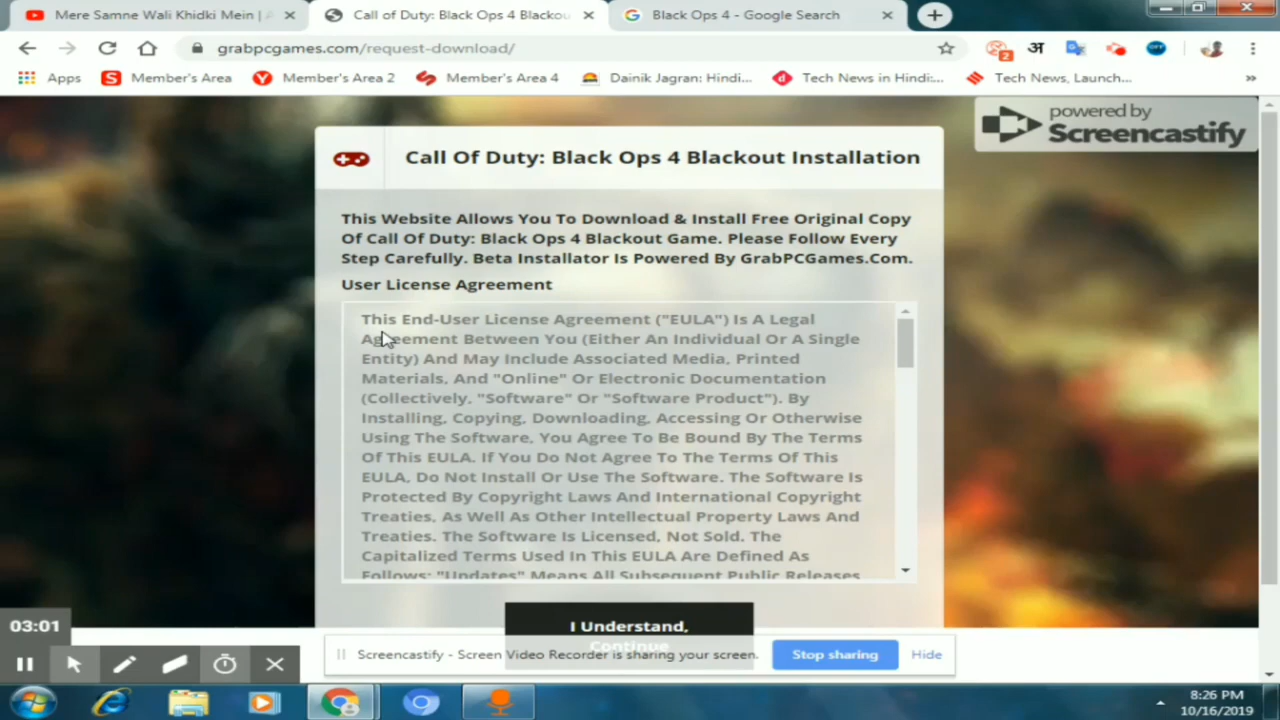 Mere Samne Wali Khidki Mein |
Call of Duty: Black Ops 4 Blackou
Black Ops 4 - Google Search
grabpcgames.com/request-download/
2
अ
OFF
Apps
Member's Area
Member's Area 2
Member's Area 4
Dainik Jagran: Hindi...
Tech News in Hindi:...
Tech News, Launch...
powered by
Screencastify
Call Of Duty: Black Ops 4 Blackout Installation
This Website Allows You To Download & Install Free Original Copy
Of Call Of Duty: Black Ops 4 Blackout Game. Please Follow Every
Step Carefully. Beta Installator Is Powered By GrabPCGames.Com.
User License Agreement
This End-User License Agreement ("EULA") Is A Legal
Agreement Between You (Either An Individual Or A Single
Entity) And May Include Associated Media, Printed
Materials, And "Online" Or Electronic Documentation
(Collectively, "Software" Or "Software Product"). By
Installing, Copying, Downloading, Accessing Or Otherwise
Using The Software, You Agree To Be Bound By The Terms
Of This EULA. If You Do Not Agree To The Terms Of This
EULA, Do Not Install Or Use The Software. The Software Is
Protected By Copyright Laws And International Copyright
Treaties, As Well As Other Intellectual Property Laws And
Treaties. The Software Is Licensed, Not Sold. The
Capitalized Terms Used In This EULA Are Defined As
Follows: "Updates" Means All Subsequent Public Releases
I Understand,
Continue
03:01
Screencastify - Screen Video Recorder is sharing your screen.
Stop sharing
Hide
8:26 PM
10/16/2019